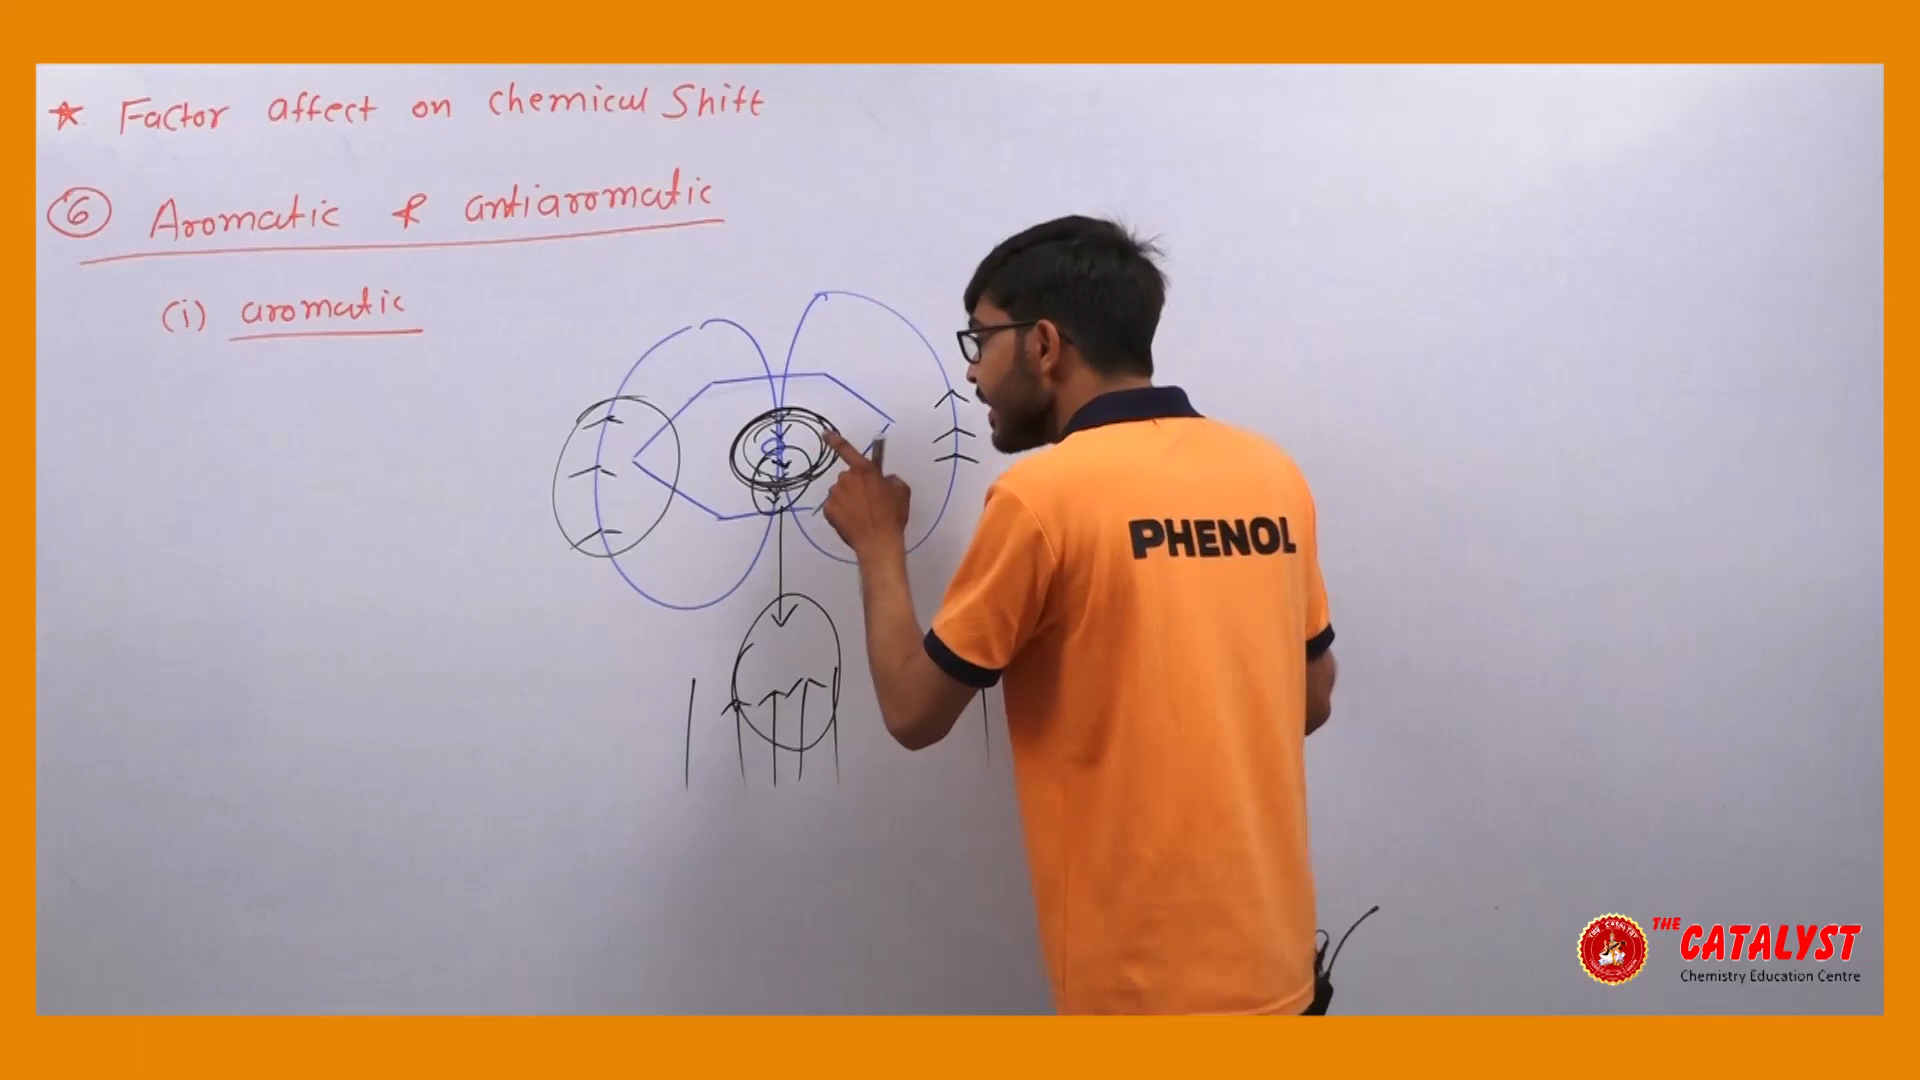 * Factor affect on chemical Shift
6 Aromatic & antiaromatic
(i) aromatic
PHENOL
THE CATALYST
Chemistry Education Centre